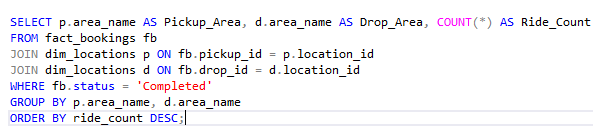 SELECT p.area_name AS Pickup_Area, d.area_name AS Drop_Area, COUNT(*) AS Ride_Count
FROM fact_bookings fb
JOIN dim_locations p ON fb.pickup_id = p.location_id
JOIN dim_locations d ON fb.drop_id = d.location_id
WHERE fb.status = 'Completed'
GROUP BY p.area_name, d.area_name
ORDER BY ride_count DESC;